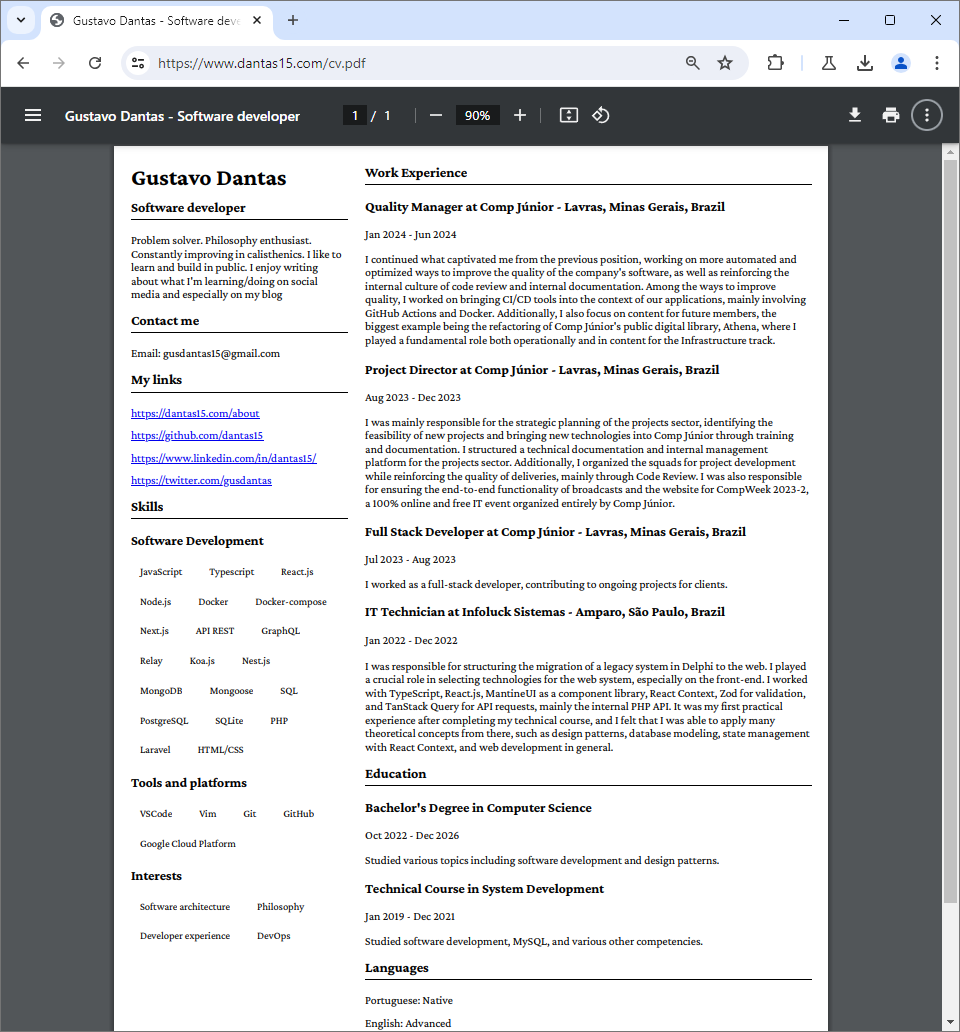 Gustavo Dantas - Software deve
https://www.dantas15.com/cv.pdf
Gustavo Dantas - Software developer
1 / 1
90%
Gustavo Dantas
Software developer
Problem solver. Philosophy enthusiast.
Constantly improving in calisthenics. I like to
learn and build in public. I enjoy writing
about what I'm learning/doing on social
media and especially on my blog
Contact me
Email: gusdantas15@gmail.com
My links
https://dantas15.com/about
https://github.com/dantas15
https://www.linkedin.com/in/dantas15/
https://twitter.com/gusdantas
Skills
Software Development
JavaScript Typescript React.js
Node.js Docker Docker-compose
Next.js API REST GraphQL
Relay Koa.js Nest.js
MongoDB Mongoose SQL
PostgreSQL SQLite PHP
Laravel HTML/CSS
Tools and platforms
VSCode Vim Git GitHub
Google Cloud Platform
Interests
Software architecture Philosophy
Developer experience DevOps
Work Experience
Quality Manager at Comp Júnior - Lavras, Minas Gerais, Brazil
Jan 2024 - Jun 2024
I continued what captivated me from the previous position, working on more automated and
optimized ways to improve the quality of the company's software, as well as reinforcing the
internal culture of code review and internal documentation. Among the ways to improve
quality, I worked on bringing CI/CD tools into the context of our applications, mainly involving
GitHub Actions and Docker. Additionally, I also focus on content for future members, the
biggest example being the refactoring of Comp Júnior's public digital library, Athena, where I
played a fundamental role both operationally and in content for the Infrastructure track.
Project Director at Comp Júnior - Lavras, Minas Gerais, Brazil
Aug 2023 - Dec 2023
I was mainly responsible for the strategic planning of the projects sector, identifying the
feasibility of new projects and bringing new technologies into Comp Júnior through training
and documentation. I structured a technical documentation and internal management
platform for the projects sector. Additionally, I organized the squads for project development
while reinforcing the quality of deliveries, mainly through Code Review. I was also responsible
for ensuring the end-to-end functionality of broadcasts and the website for CompWeek 2023-2,
a 100% online and free IT event organized entirely by Comp Júnior.
Full Stack Developer at Comp Júnior - Lavras, Minas Gerais, Brazil
Jul 2023 - Aug 2023
I worked as a full-stack developer, contributing to ongoing projects for clients.
IT Technician at Infoluck Sistemas - Amparo, São Paulo, Brazil
Jan 2022 - Dec 2022
I was responsible for structuring the migration of a legacy system in Delphi to the web. I played
a crucial role in selecting technologies for the web system, especially on the front-end. I worked
with TypeScript, React.js, MantineUI as a component library, React Context, Zod for validation,
and TanStack Query for API requests, mainly the internal PHP API. It was my first practical
experience after completing my technical course, and I felt that I was able to apply many
theoretical concepts from there, such as design patterns, database modeling, state management
with React Context, and web development in general.
Education
Bachelor's Degree in Computer Science
Oct 2022 - Dec 2026
Studied various topics including software development and design patterns.
Technical Course in System Development
Jan 2019 - Dec 2021
Studied software development, MySQL, and various other competencies.
Languages
Portuguese: Native
English: Advanced